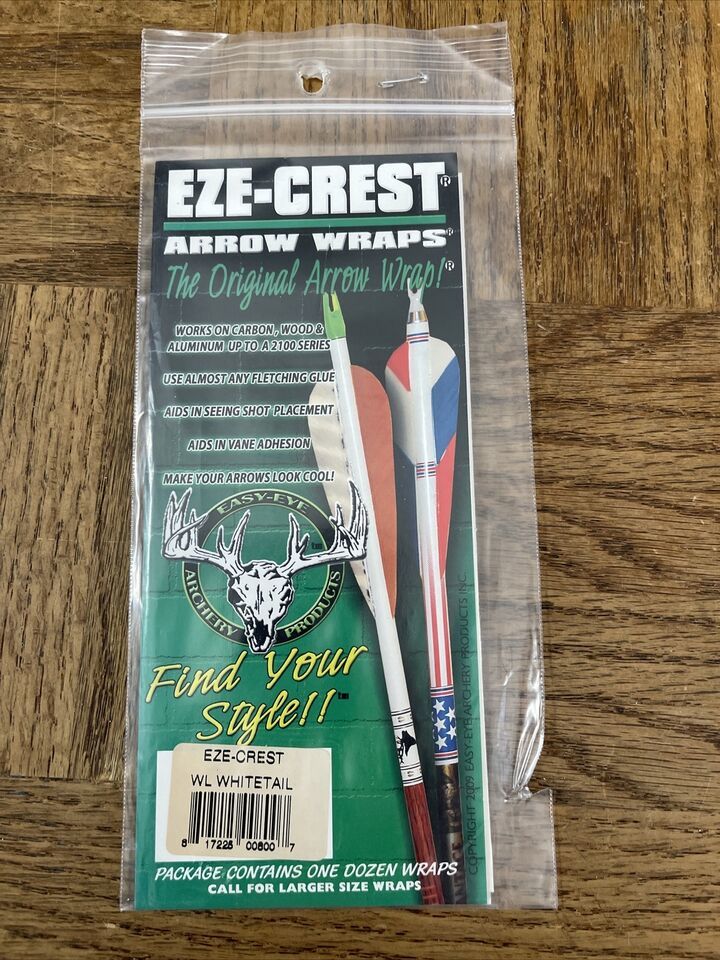 EZE-CREST®
ARROW WRAPS®
The Original Arrow Wrap!®
WORKS ON CARBON, WOOD &
ALUMINUM UP TO A 2100 SERIES
USE ALMOST ANY FLETCHING GLUE
AIDS IN SEEING SHOT PLACEMENT
AIDS IN VANE ADHESION
MAKE YOUR ARROWS LOOK COOL!
EASY-EYE
tm
ARCHERY PRODUCTS
Find Your
Style!!tm
EZE-CREST
WL WHITETAIL
8 17225 00800 7
PACKAGE CONTAINS ONE DOZEN WRAPS
CALL FOR LARGER SIZE WRAPS
COPYRIGHT 2009 EASY-EYE ARCHERY PRODUCTS INC.